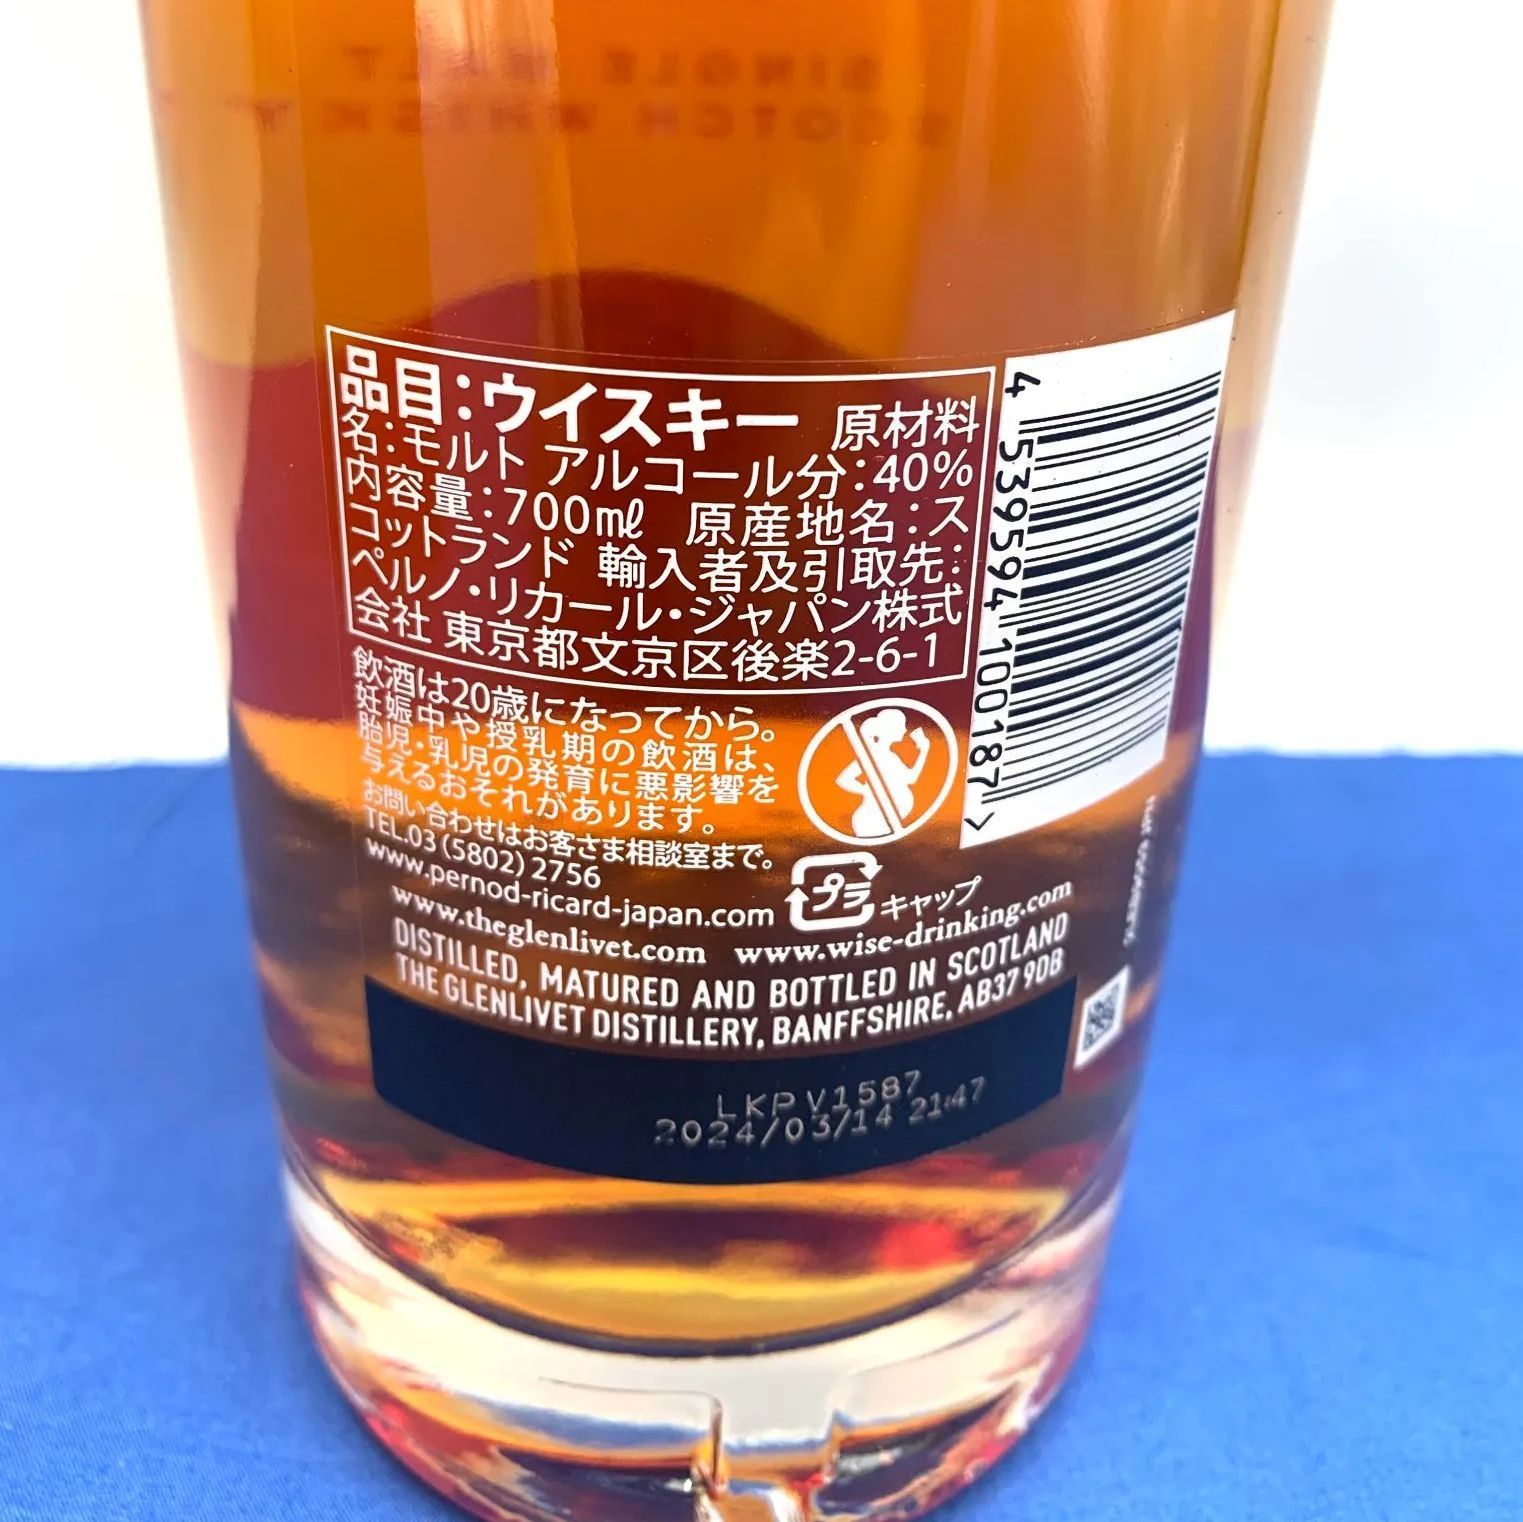 SINGLE MALT
SCOTCH WHISKY
品目:ウイスキー 原材料
名:モルト アルコール分:40%
内容量:700㎖ 原産地名:ス
コットランド 輸入者及引取先:
ペルノ・リカール・ジャパン株式
会社 東京都文京区後楽2-6-1
4 539594 100187 >
飲酒は20歳になってから。
妊娠中や授乳期の飲酒は、
胎児・乳児の発育に悪影響を
与えるおそれがあります。
お問い合わせはお客さま相談室まで。
TEL.03 (5802) 2756
www.pernod-ricard-japan.com
プラ キャップ
www.theglenlivet.com www.wise-drinking.com
DISTILLED, MATURED AND BOTTLED IN SCOTLAND
THE GLENLIVET DISTILLERY, BANFFSHIRE, AB37 9DB
LKPV1587
2024/03/14 21:47